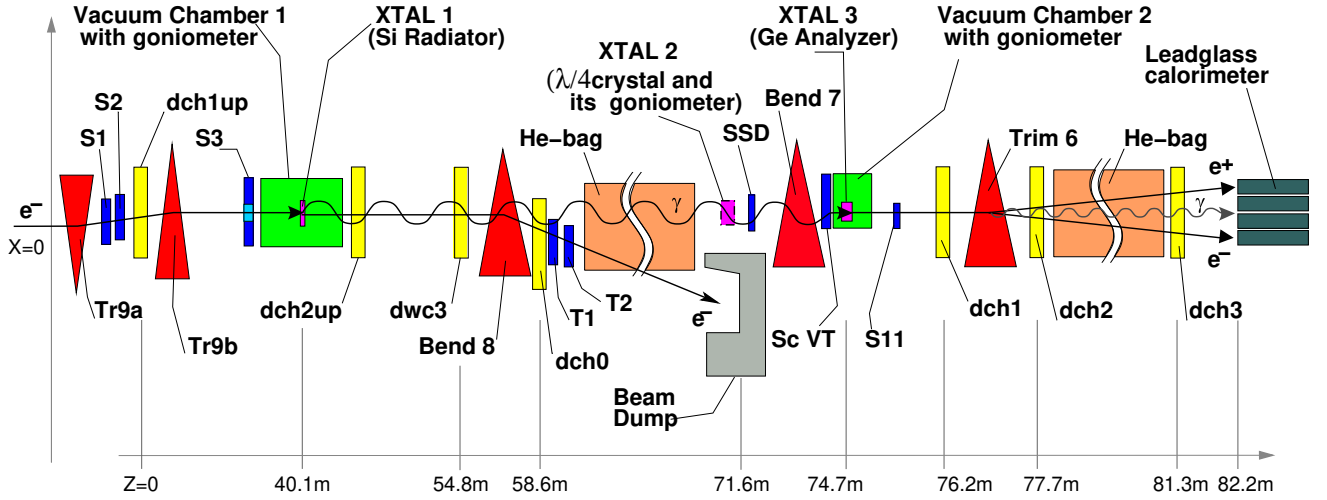 Vacuum Chamber 1
with goniometer
XTAL 1
(Si Radiator)
XTAL 2
(λ/4crystal and
its goniometer)
XTAL 3
(Ge Analyzer)
Vacuum Chamber 2
with goniometer
Leadglass
calorimeter
S1
S2
dch1up
S3
He−bag
SSD
Bend 7
Trim 6
He−bag
e−
X=0
γ
e+
γ
e−
Tr9a
Tr9b
dch2up
dwc3
Bend 8
dch0
T1
T2
e−
Beam
Dump
Sc VT
S11
dch1
dch2
dch3
Z=0
40.1m
54.8m
58.6m
71.6m
74.7m
76.2m
77.7m
81.3m
82.2m